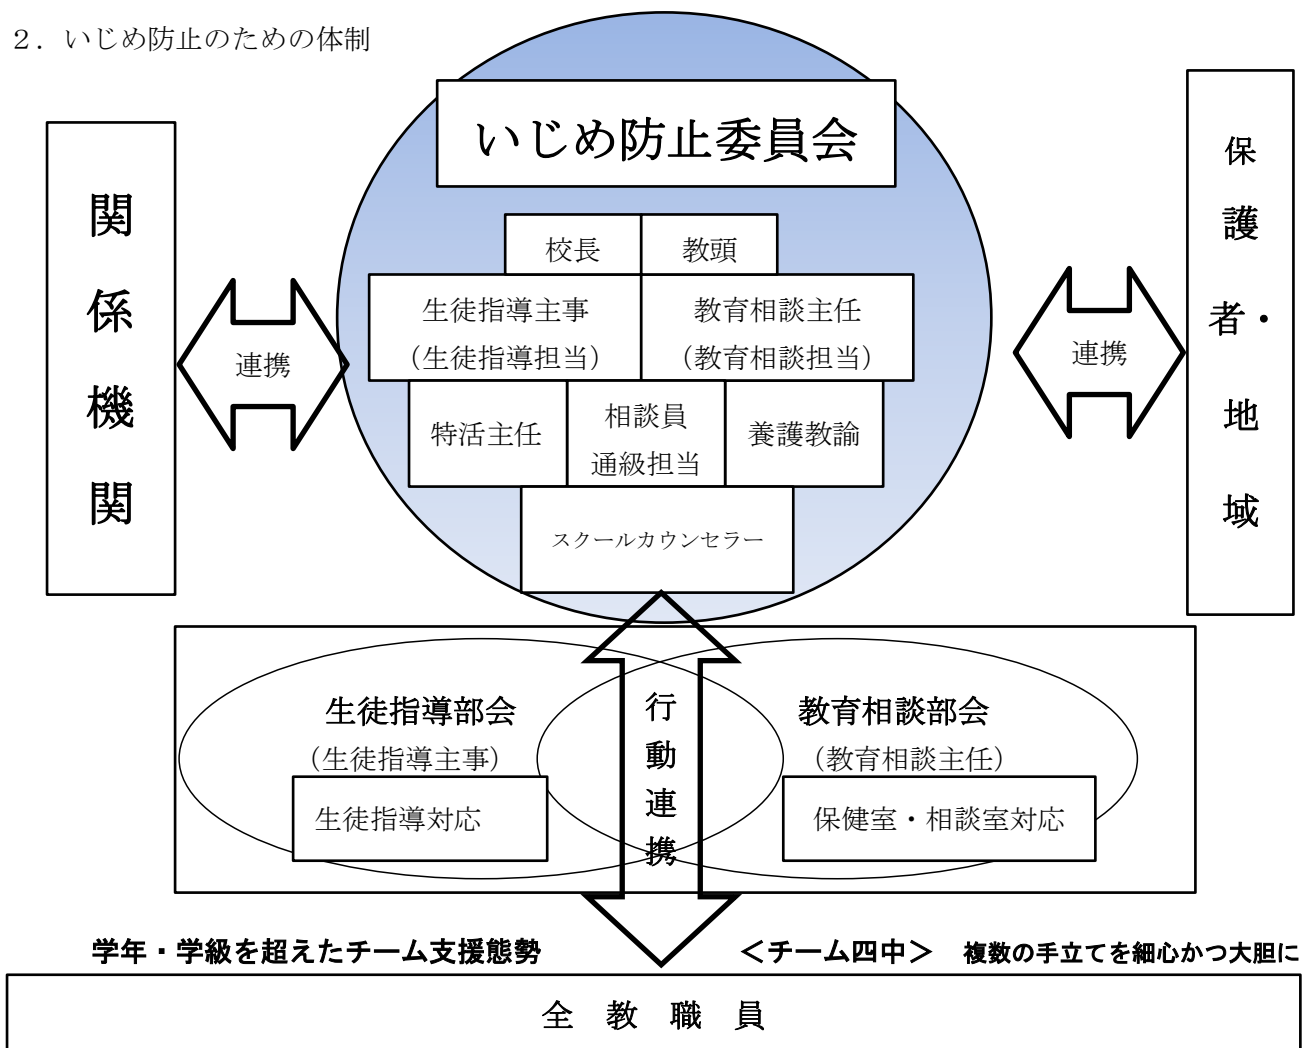 ２．いじめ防止のための体制
いじめ防止委員会
関係機関
連携
校長
教頭
生徒指導主事
（生徒指導担当）
教育相談主任
（教育相談担当）
特活主任
相談員
通級担当
養護教諭
スクールカウンセラー
連携
保護者・地域
生徒指導部会
（生徒指導主事）
生徒指導対応
行動連携
教育相談部会
（教育相談主任）
保健室・相談室対応
学年・学級を超えたチーム支援態勢
＜チーム四中＞ 複数の手立てを細心かつ大胆に
全教職員